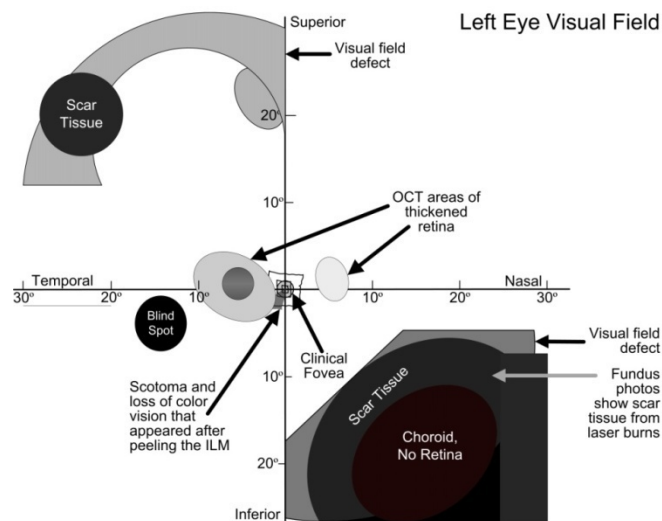 Superior
Left Eye Visual Field
Visual field
defect
Scar
Tissue
20º
10º
OCT areas of
thickened
retina
Temporal
Nasal
30º
20º
10º
10º
20º
30º
Blind
Spot
Clinical
Fovea
Visual field
defect
Scotoma and
loss of color
vision that
appeared after
peeling the ILM
10º
Scar Tissue
Fundus
photos
show scar
tissue from
laser burns
Choroid,
No Retina
20º
Inferior